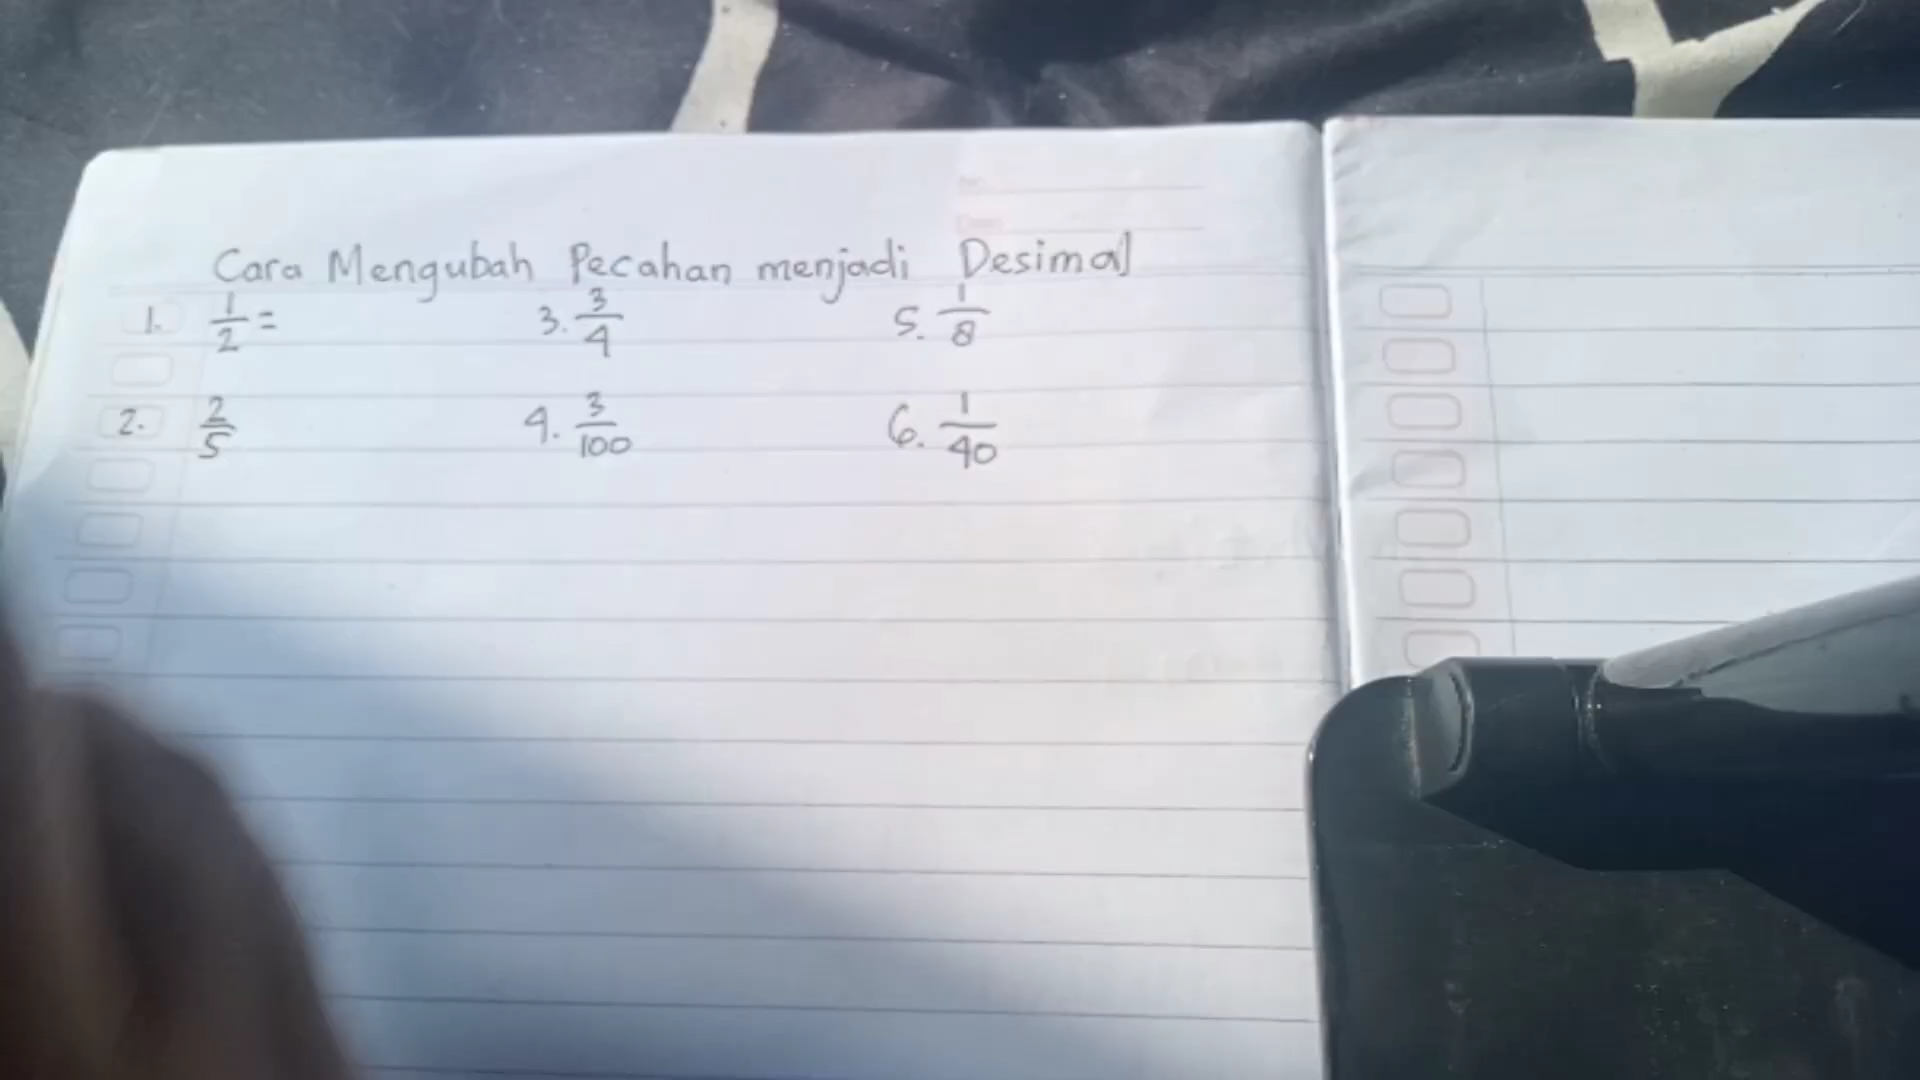 Cara Mengubah Pecahan menjadi Desimal
1. 1/2 = 3. 3/4 5. 1/8
2. 2/5 4. 3/100 6. 1/40